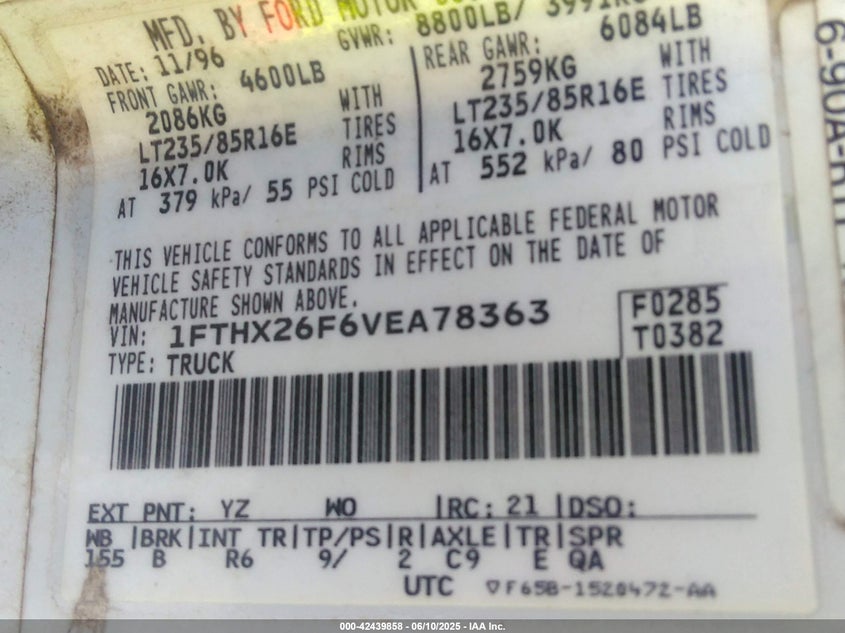 MFD. BY FORD MOTOR
DATE: 11/96 GVWR: 8800LB/
FRONT GAWR: 4600LB
2086KG WITH
LT235/85R16E TIRES
16X7.0K RIMS
AT 379 kPa/ 55 PSI COLD
REAR GAWR: 6084LB
2759KG WITH
LT235/85R16E TIRES
16X7.0K RIMS
AT 552 kPa/ 80 PSI COLD
THIS VEHICLE CONFORMS TO ALL APPLICABLE FEDERAL MOTOR
VEHICLE SAFETY STANDARDS IN EFFECT ON THE DATE OF
MANUFACTURE SHOWN ABOVE.
VIN: 1FTHX26F6VEA78363
F0285
T0382
TYPE: TRUCK
EXT PNT: YZ WO |RC: 21 |DSO:
WB |BRK|INT TR|TP/PS|R|AXLE|TR|SPR
155 B R6 9/ 2 C9 E QA
UTC ▽F65B-1520472-AA
000-42439858 - 06/10/2025 - IAA Inc.